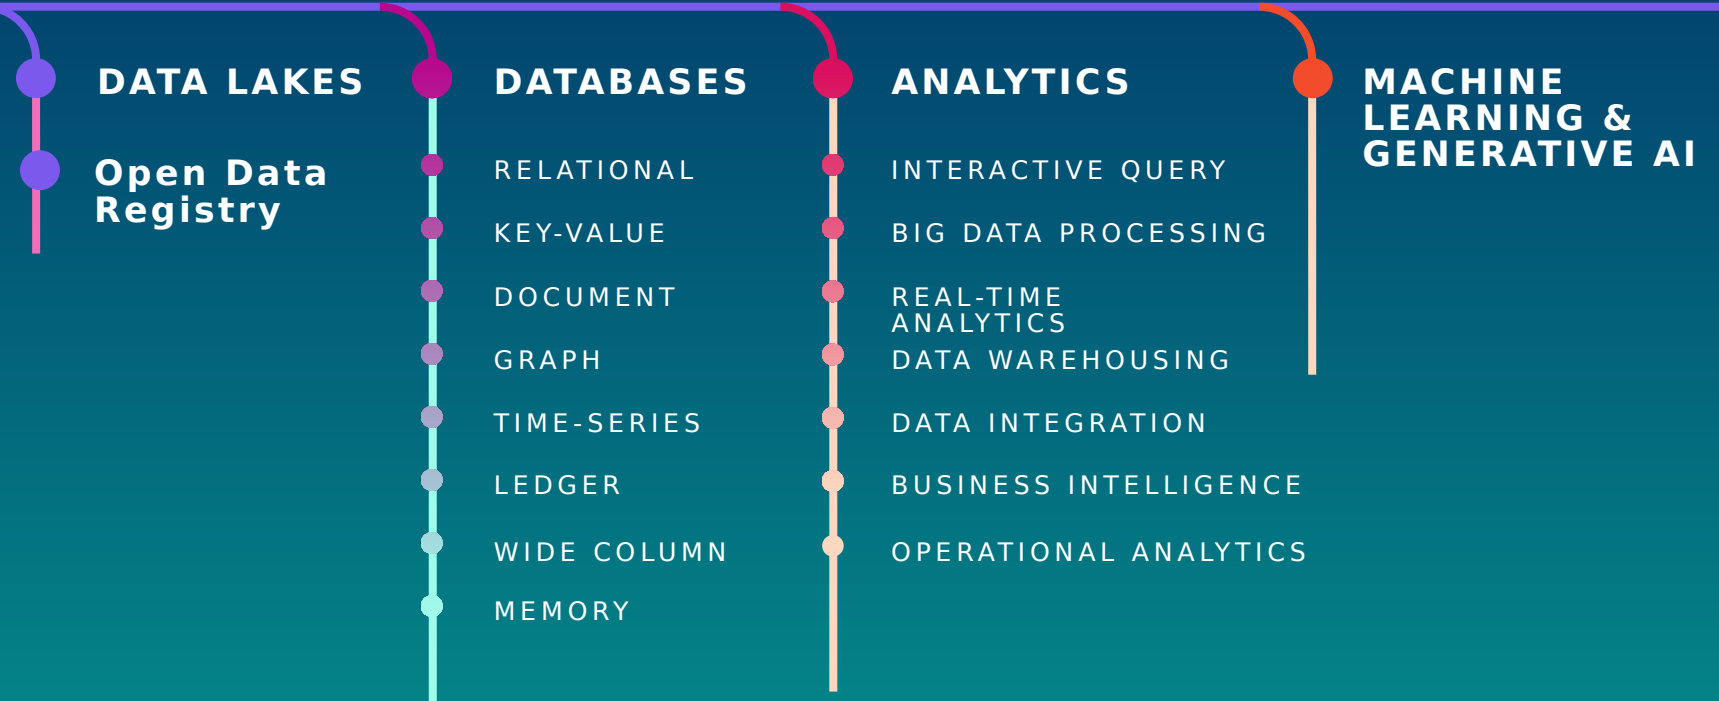 DATA LAKES
Open Data
Registry
DATABASES
RELATIONAL
KEY-VALUE
DOCUMENT
GRAPH
TIME-SERIES
LEDGER
WIDE COLUMN
MEMORY
ANALYTICS
INTERACTIVE QUERY
BIG DATA PROCESSING
REAL-TIME
ANALYTICS
DATA WAREHOUSING
DATA INTEGRATION
BUSINESS INTELLIGENCE
OPERATIONAL ANALYTICS
MACHINE
LEARNING &
GENERATIVE AI